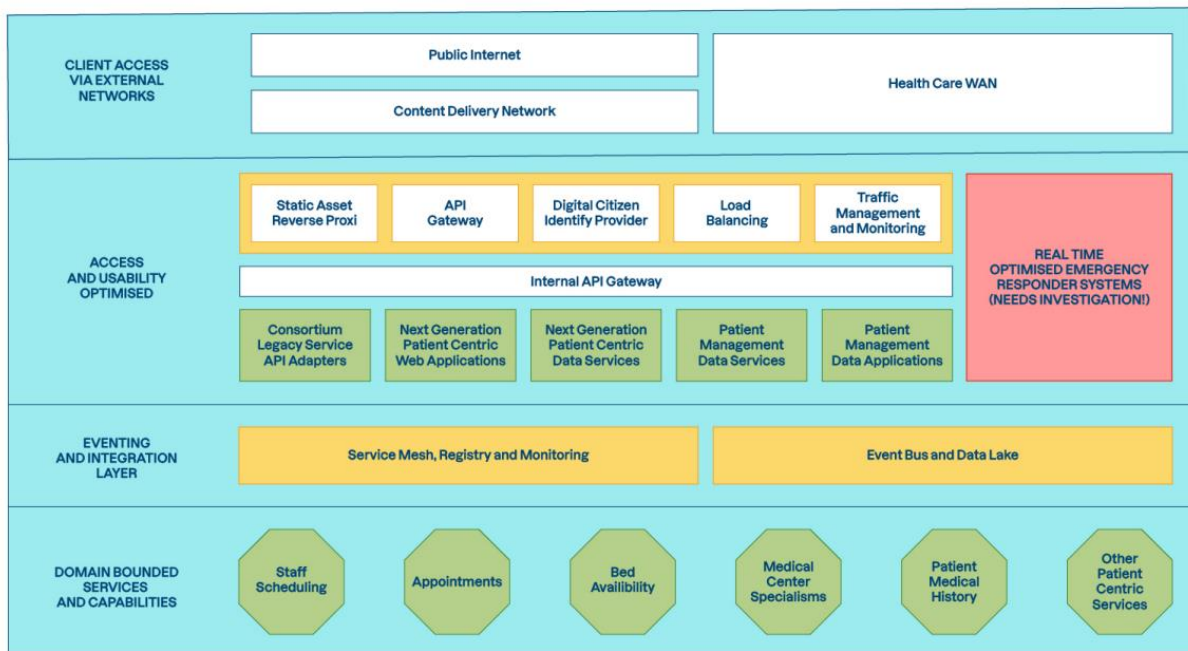 CLIENT ACCESS
VIA EXTERNAL
NETWORKS
Public Internet
Content Delivery Network
Health Care WAN
ACCESS
AND USABILITY
OPTIMISED
Static Asset
Reverse Proxi
API
Gateway
Digital Citizen
Identify Provider
Load
Balancing
Traffic
Management
and Monitoring
Internal API Gateway
Consortium
Legacy Service
API Adapters
Next Generation
Patient Centric
Web Applications
Next Generation
Patient Centric
Data Services
Patient
Management
Data Services
Patient
Management
Data Applications
REAL TIME
OPTIMISED EMERGENCY
RESPONDER SYSTEMS
(NEEDS INVESTIGATION!)
EVENTING
AND INTEGRATION
LAYER
Service Mesh, Registry and Monitoring
Event Bus and Data Lake
DOMAIN BOUNDED
SERVICES
AND CAPABILITIES
Staff
Scheduling
Appointments
Bed
Availibility
Medical
Center
Specialisms
Patient
Medical
History
Other
Patient
Centric
Services